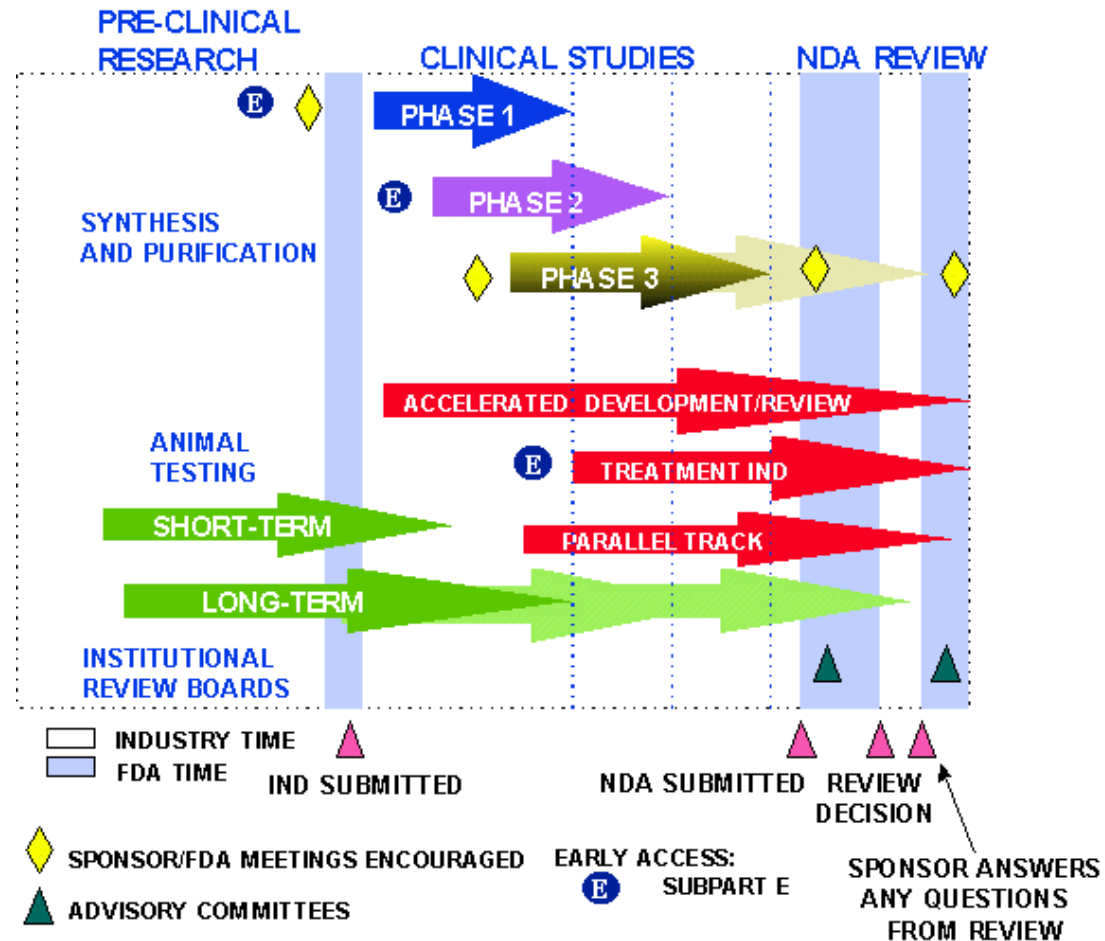 PRE-CLINICAL
RESEARCH
CLINICAL STUDIES
NDA REVIEW
E
PHASE 1
E
PHASE 2
SYNTHESIS
AND PURIFICATION
PHASE 3
ACCELERATED DEVELOPMENT/REVIEW
ANIMAL
TESTING
E
TREATMENT IND
SHORT-TERM
PARALLEL TRACK
LONG-TERM
INSTITUTIONAL
REVIEW BOARDS
INDUSTRY TIME
FDA TIME
IND SUBMITTED
NDA SUBMITTED
REVIEW
DECISION
SPONSOR/FDA MEETINGS ENCOURAGED
EARLY ACCESS:
E SUBPART E
ADVISORY COMMITTEES
SPONSOR ANSWERS
ANY QUESTIONS
FROM REVIEW